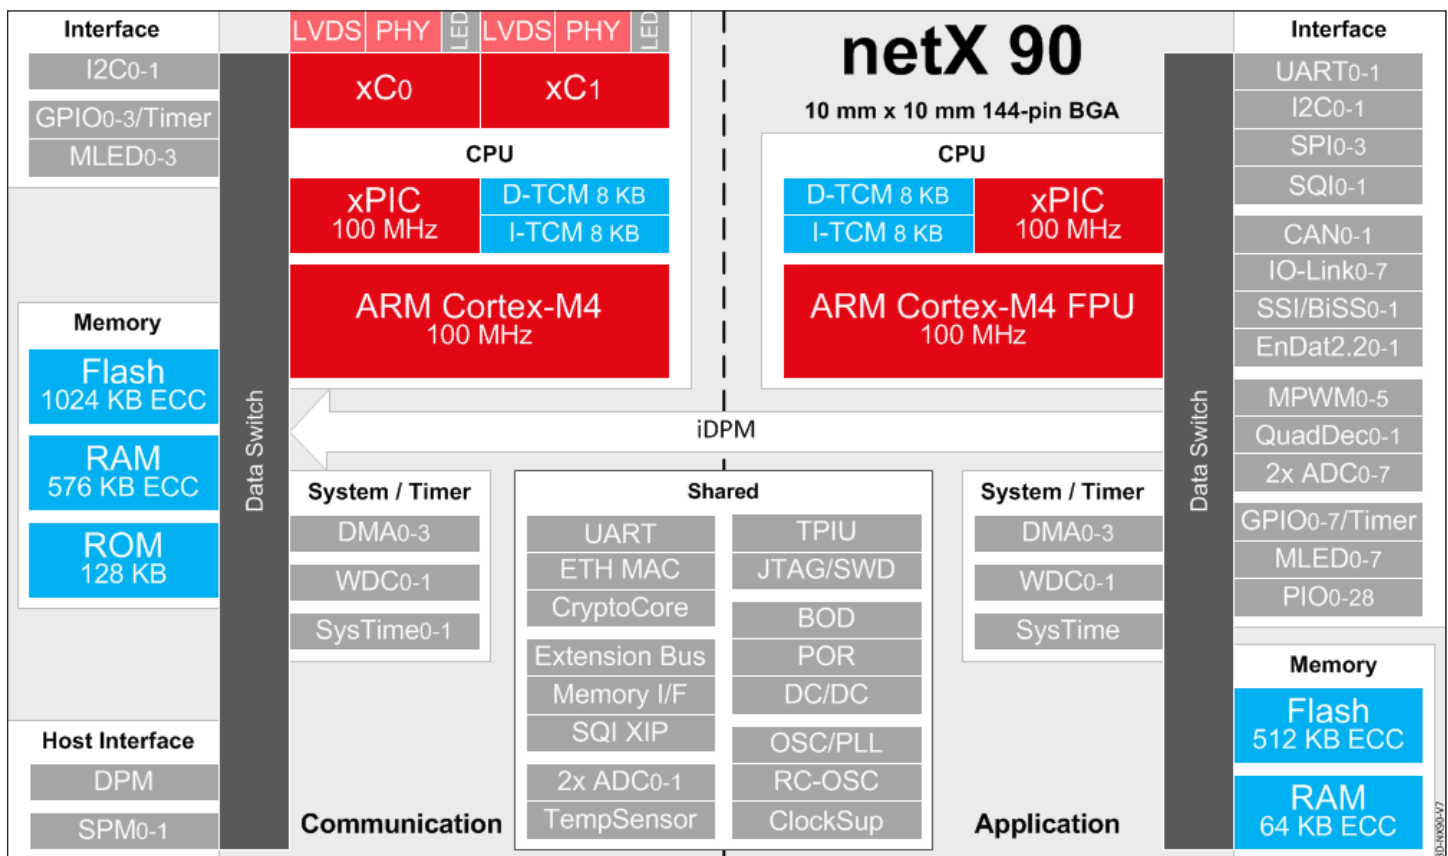 Interface
I2C0-1
GPIO0-3/Timer
MLED0-3
Memory
Flash
1024 KB ECC
RAM
576 KB ECC
ROM
128 KB
Host Interface
DPM
SPM0-1
Data Switch
LVDS PHY LED LVDS PHY LED
xC0 xC1
CPU
xPIC
100 MHz
D-TCM 8 KB
I-TCM 8 KB
ARM Cortex-M4
100 MHz
netX 90
10 mm x 10 mm 144-pin BGA
CPU
D-TCM 8 KB
I-TCM 8 KB
xPIC
100 MHz
ARM Cortex-M4 FPU
100 MHz
iDPM
System / Timer
DMA0-3
WDC0-1
SysTime0-1
Communication
Shared
UART
ETH MAC
CryptoCore
Extension Bus
Memory I/F
SQI XIP
2x ADC0-1
TempSensor
TPIU
JTAG/SWD
BOD
POR
DC/DC
OSC/PLL
RC-OSC
ClockSup
System / Timer
DMA0-3
WDC0-1
SysTime
Application
Data Switch
Interface
UART0-1
I2C0-1
SPI0-3
SQI0-1
CAN0-1
IO-Link0-7
SSI/BiSS0-1
EnDat2.20-1
MPWM0-5
QuadDec0-1
2x ADC0-7
GPIO0-7/Timer
MLED0-7
PIO0-28
Memory
Flash
512 KB ECC
RAM
64 KB ECC